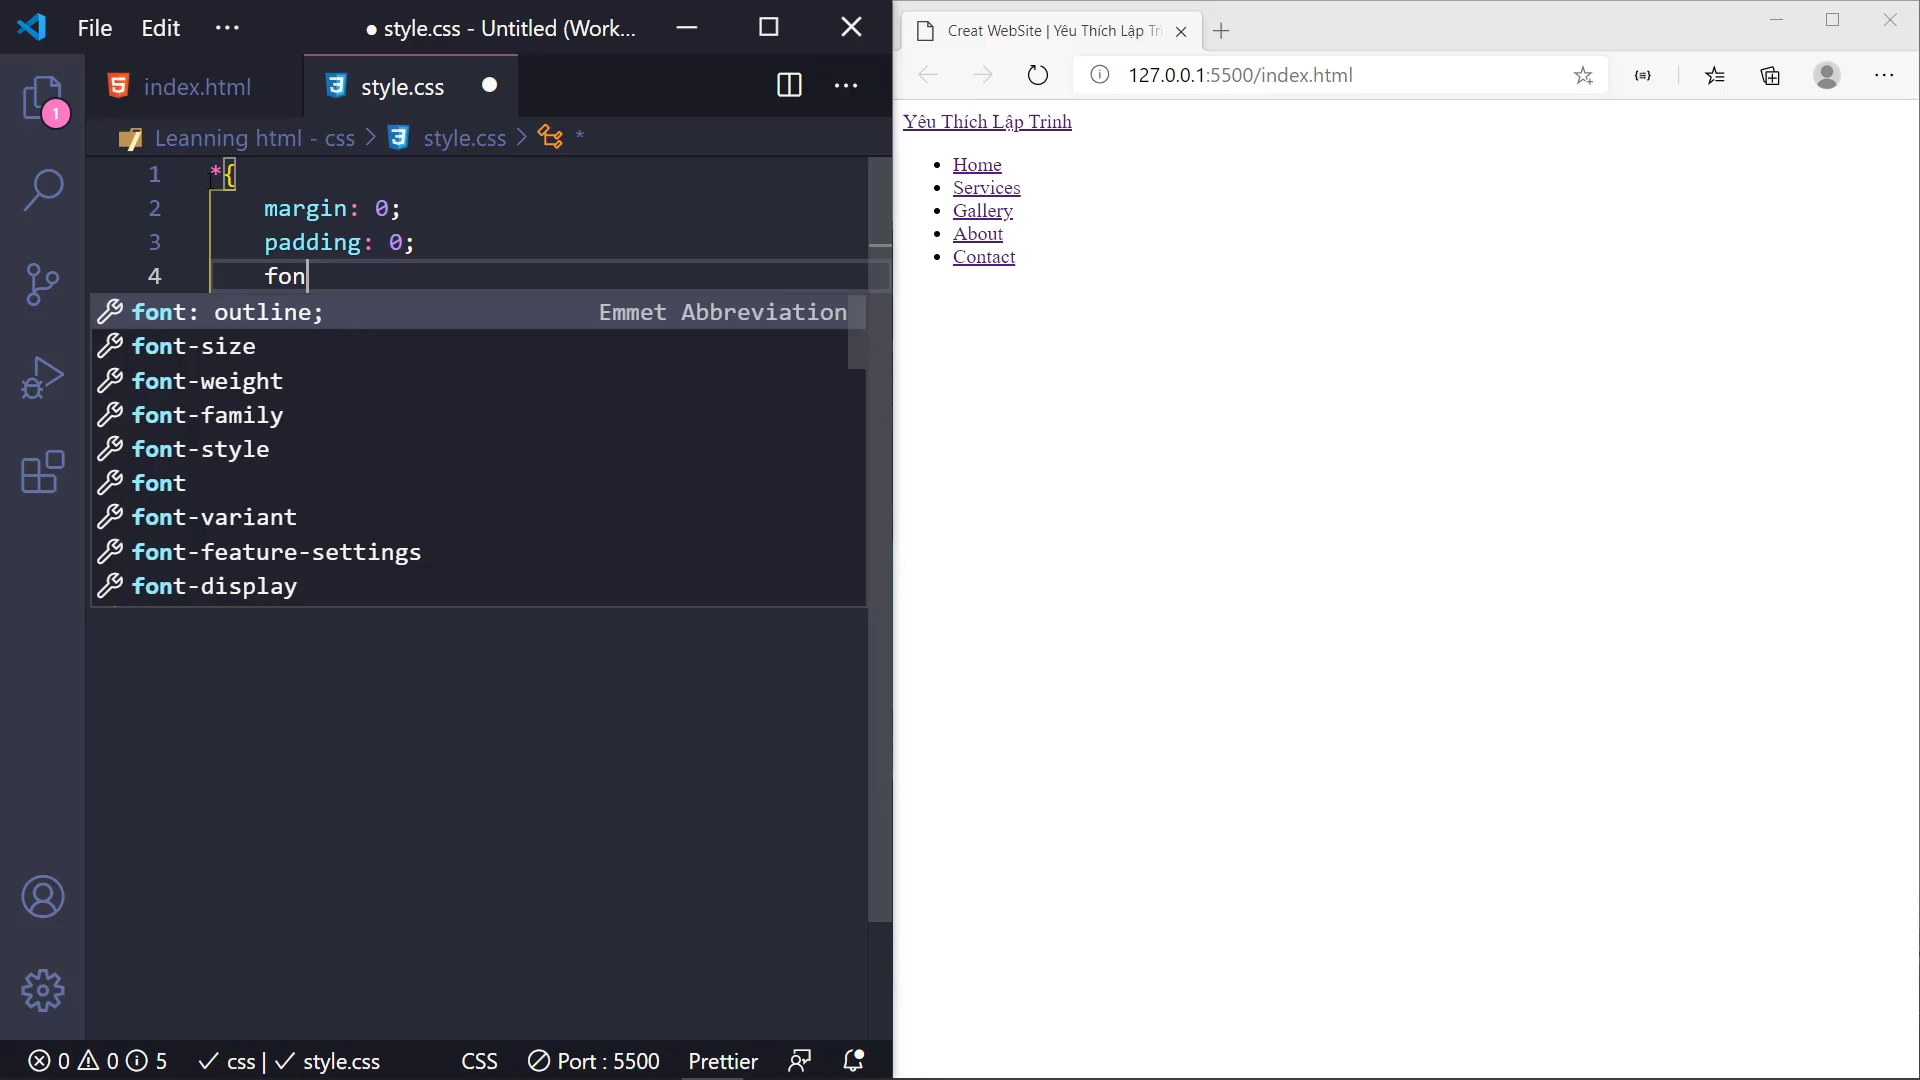 File Edit ··· ● style.css - Untitled (Work...
index.html style.css
Leanning html - css > style.css > *
1 *{
2 margin: 0;
3 padding: 0;
4 fon
font: outline; Emmet Abbreviation
font-size
font-weight
font-family
font-style
font
font-variant
font-feature-settings
font-display
1
0 0 5 ✓ css | ✓ style.css CSS Port : 5500 Prettier
Creat WebSite | Yêu Thích Lập Trì
127.0.0.1:5500/index.html
Yêu Thích Lập Trình
• Home
• Services
• Gallery
• About
• Contact